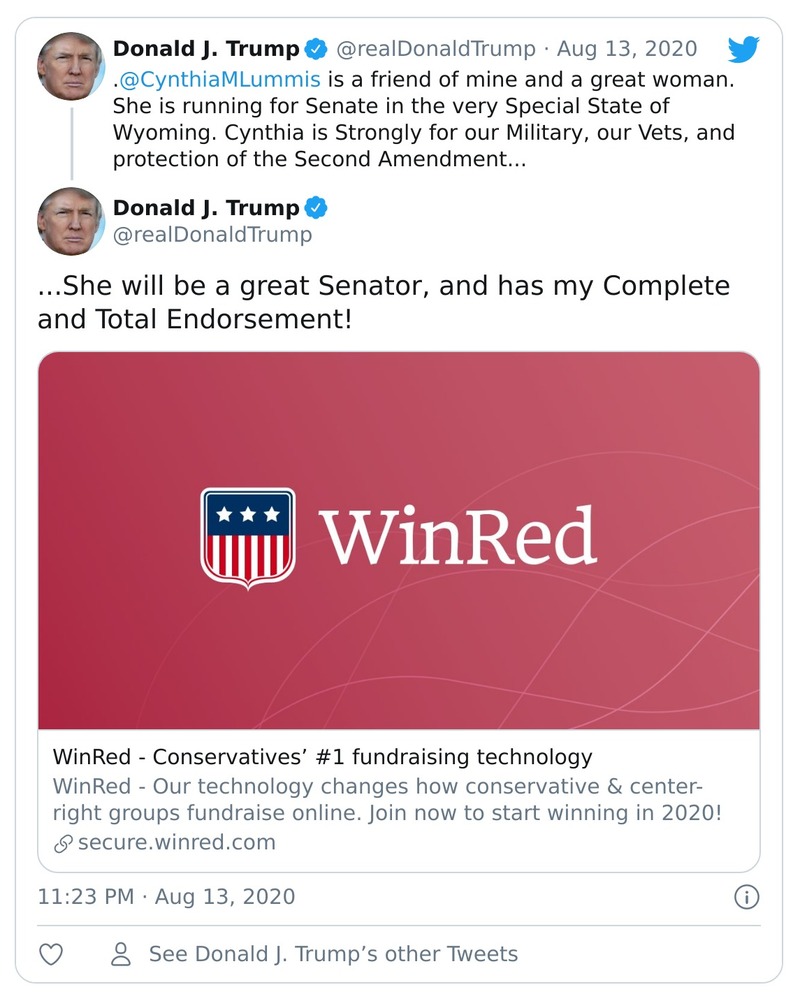 Donald J. Trump @realDonaldTrump · Aug 13, 2020
.@CynthiaMLummis is a friend of mine and a great woman.
She is running for Senate in the very Special State of
Wyoming. Cynthia is Strongly for our Military, our Vets, and
protection of the Second Amendment...
Donald J. Trump
@realDonaldTrump
...She will be a great Senator, and has my Complete
and Total Endorsement!
WinRed
WinRed - Conservatives’ #1 fundraising technology
WinRed - Our technology changes how conservative & center-
right groups fundraise online. Join now to start winning in 2020!
secure.winred.com
11:23 PM · Aug 13, 2020
See Donald J. Trump’s other Tweets